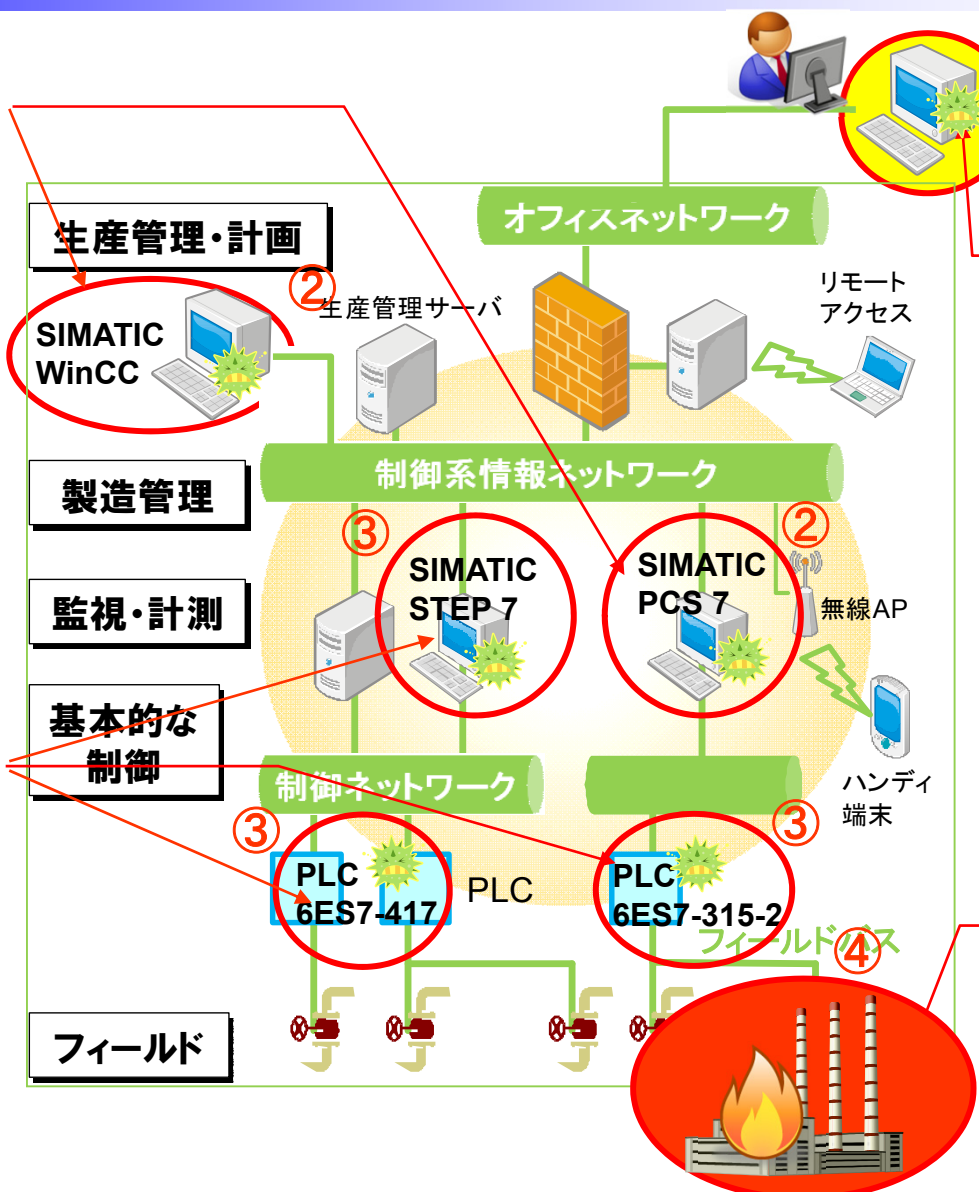 オフィスネットワーク
生産管理・計画
②
生産管理サーバ
リモート
アクセス
SIMATIC
WinCC
制御系情報ネットワーク
製造管理
③
②
SIMATIC
STEP 7
SIMATIC
PCS 7
無線AP
監視・計測
基本的な
制御
制御ネットワーク
ハンディ
端末
③
③
PLC
6ES7-417
PLC
PLC
6ES7-315-2
フィールドバス
④
フィールド